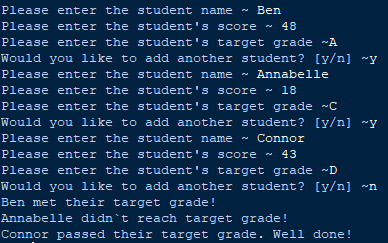 Please enter the student name ~ Ben
Please enter the student's score ~ 48
Please enter the student's target grade ~A
Would you like to add another student? [y/n] ~y
Please enter the student name ~ Annabelle
Please enter the student's score ~ 18
Please enter the student's target grade ~C
Would you like to add another student? [y/n] ~y
Please enter the student name ~ Connor
Please enter the student's score ~ 43
Please enter the student's target grade ~D
Would you like to add another student? [y/n] ~n
Ben met their target grade!
Annabelle didn`t reach target grade!
Connor passed their target grade. Well done!